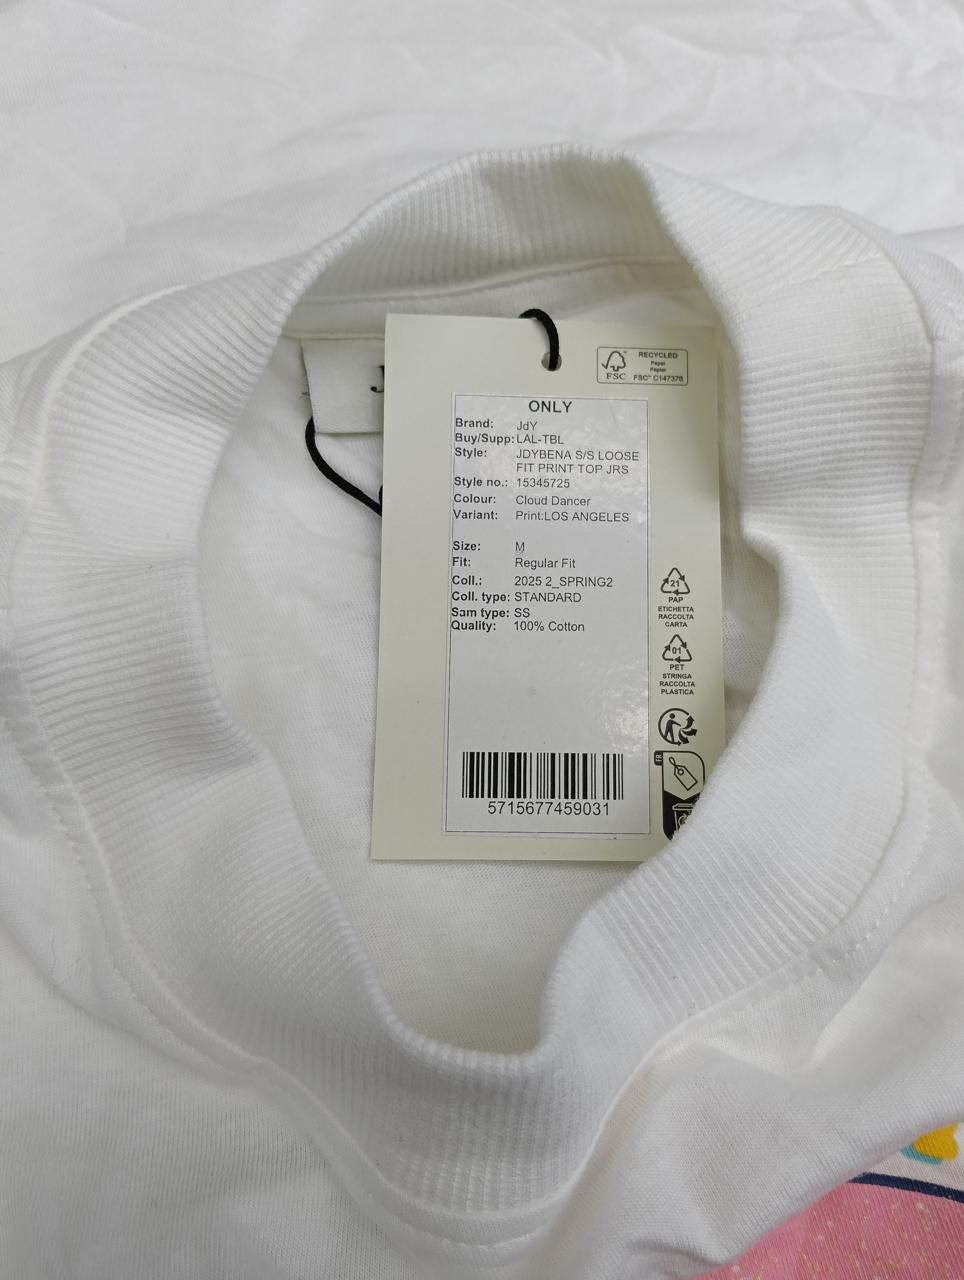 J
FSC
RECYCLED
Paper
Papier
FSC® C147378
ONLY
Brand: JdY
Buy/Supp: LAL-TBL
Style: JDYBENA S/S LOOSE
FIT PRINT TOP JRS
Style no.: 15345725
Colour: Cloud Dancer
Variant: Print:LOS ANGELES
Size: M
Fit: Regular Fit
Coll.: 2025 2_SPRING2
Coll. type: STANDARD
Sam type: SS
Quality: 100% Cotton
5715677459031
21
PAP
ETICHETTA
RACCOLTA
CARTA
01
PET
STRINGA
RACCOLTA
PLASTICA
FR